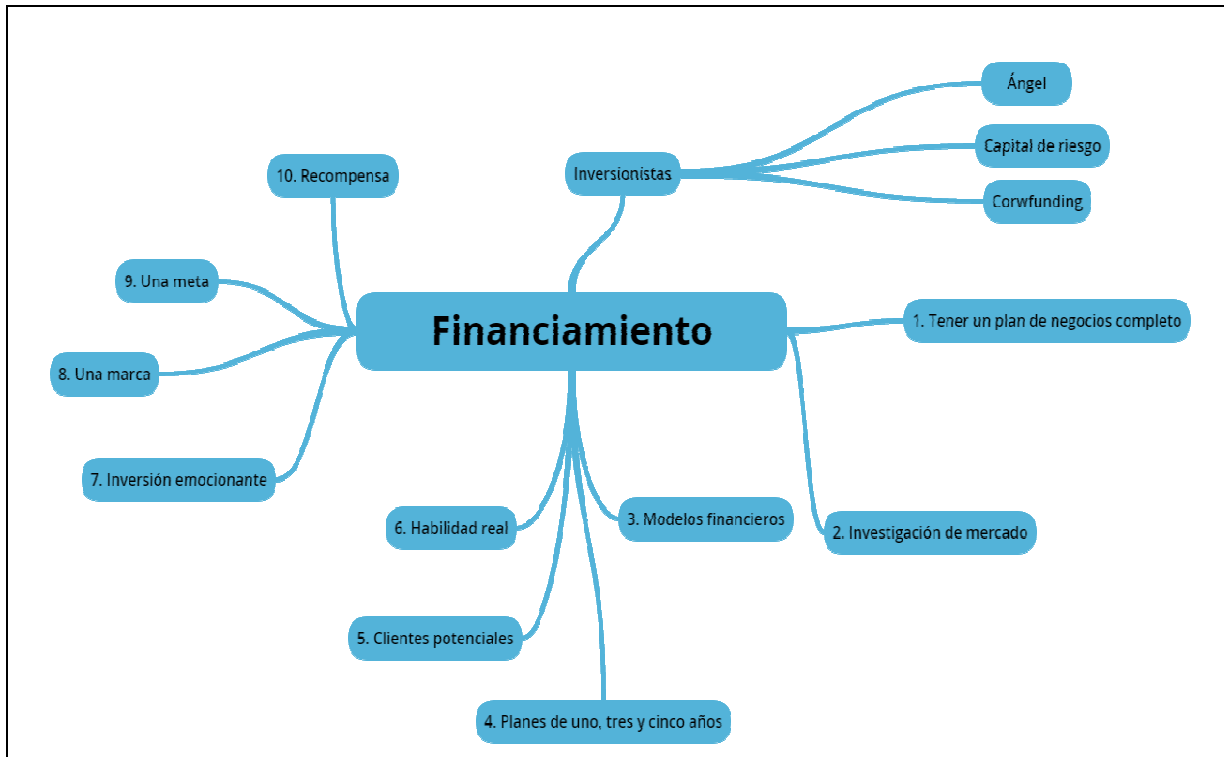 Ángel
Capital de riesgo
Corwfunding
Inversionistas
10. Recompensa
9. Una meta
8. Una marca
7. Inversión emocionante
Financiamiento
1. Tener un plan de negocios completo
2. Investigación de mercado
3. Modelos financieros
6. Habilidad real
5. Clientes potenciales
4. Planes de uno, tres y cinco años